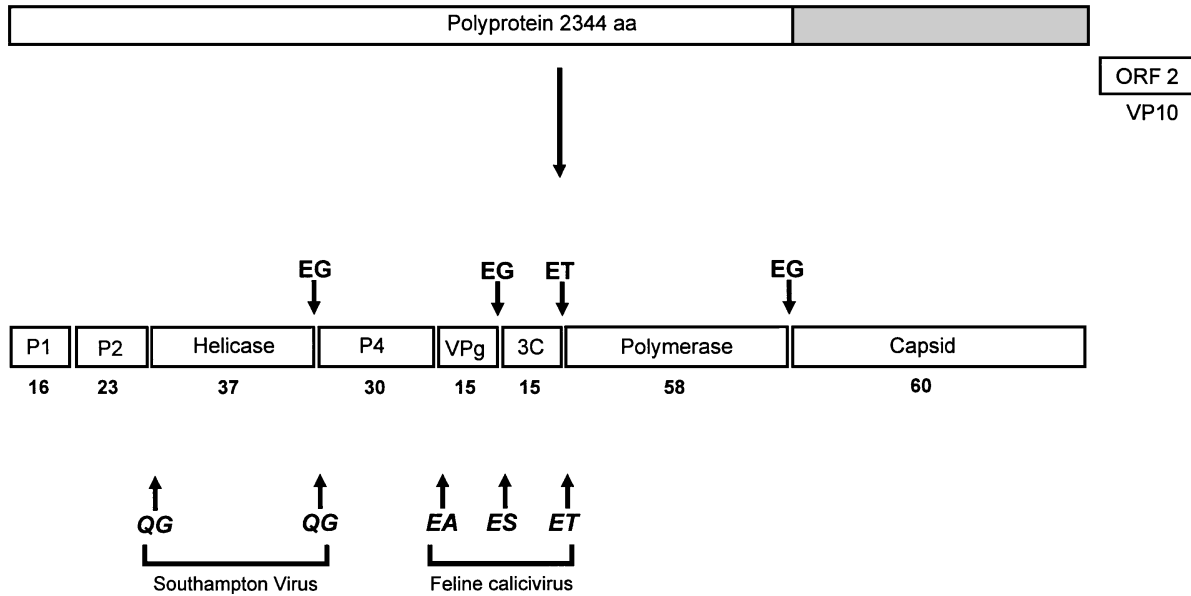 Polyprotein 2344 aa
ORF 2
VP10
EG EG ET EG
P1 P2 Helicase P4 VPg 3C Polymerase Capsid
16 23 37 30 15 15 58 60
QG QG EA ES ET
Southampton Virus Feline calicivirus